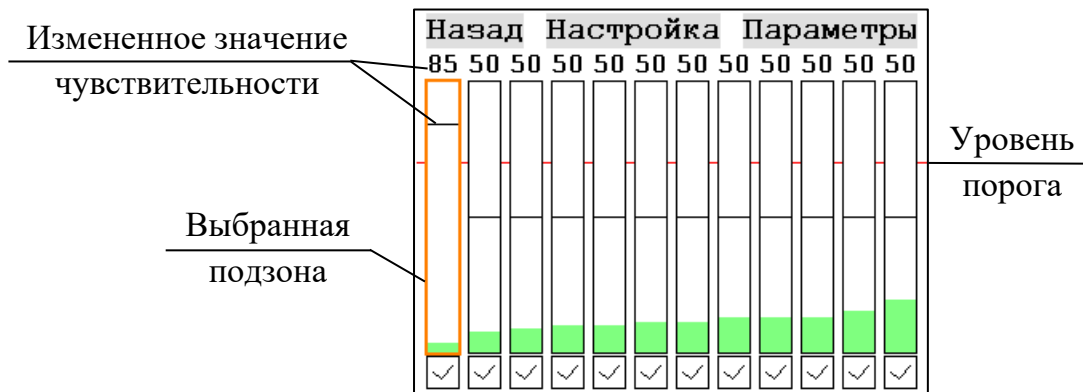 Измененное значение
чувствительности
Назад Настройка Параметры
85 50 50 50 50 50 50 50 50 50 50 50
Уровень
порога
Выбранная
подзона